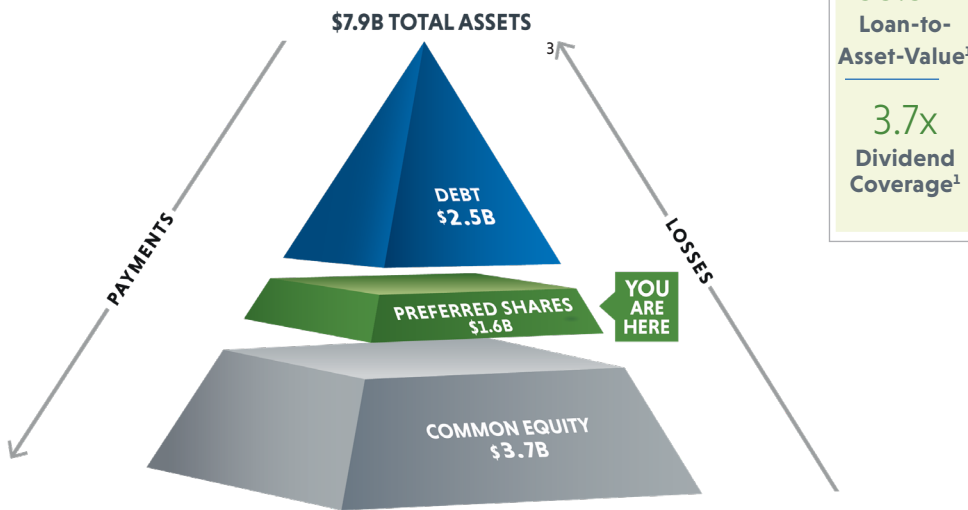 $7.9B TOTAL ASSETS
3
PAYMENTS
LOSSES
DEBT
$2.5B
PREFERRED SHARES
$1.6B
YOU
ARE
HERE
COMMON EQUITY
$3.7B
Loan-to-
Asset-Value¹
3.7x
Dividend
Coverage¹